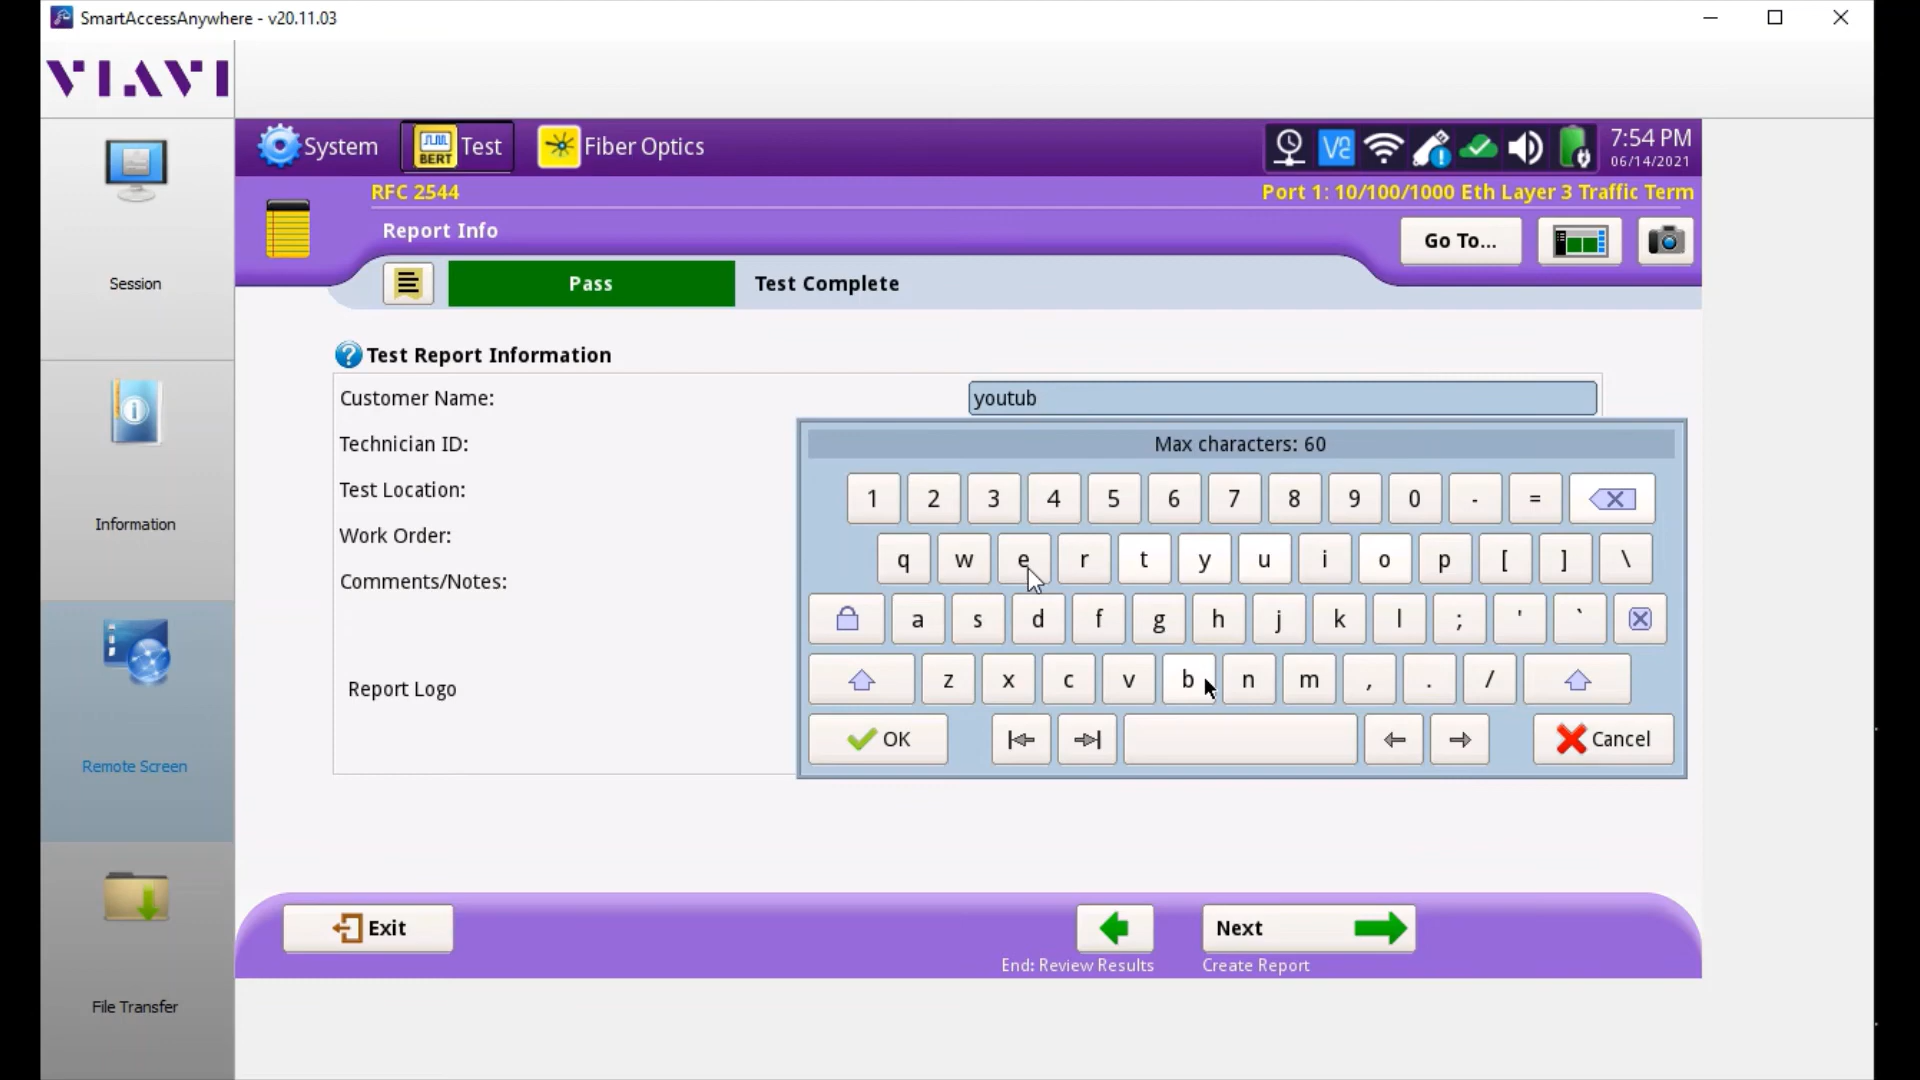 SmartAccessAnywhere - v20.11.03
VIAVI
Session
Information
Remote Screen
File Transfer
System
BERT
Test
Fiber Optics
7:54 PM
06/14/2021
RFC 2544
Port 1: 10/100/1000 Eth Layer 3 Traffic Term
Report Info
Go To...
Pass
Test Complete
Test Report Information
Customer Name:
youtub
Technician ID:
Test Location:
Work Order:
Comments/Notes:
Report Logo
Max characters: 60
1 2 3 4 5 6 7 8 9 0 - =
q w e r t y u i o p [ ] \
a s d f g h j k l ; ' `
z x c v b n m , . /
OK
Cancel
Exit
Next
End: Review Results
Create Report